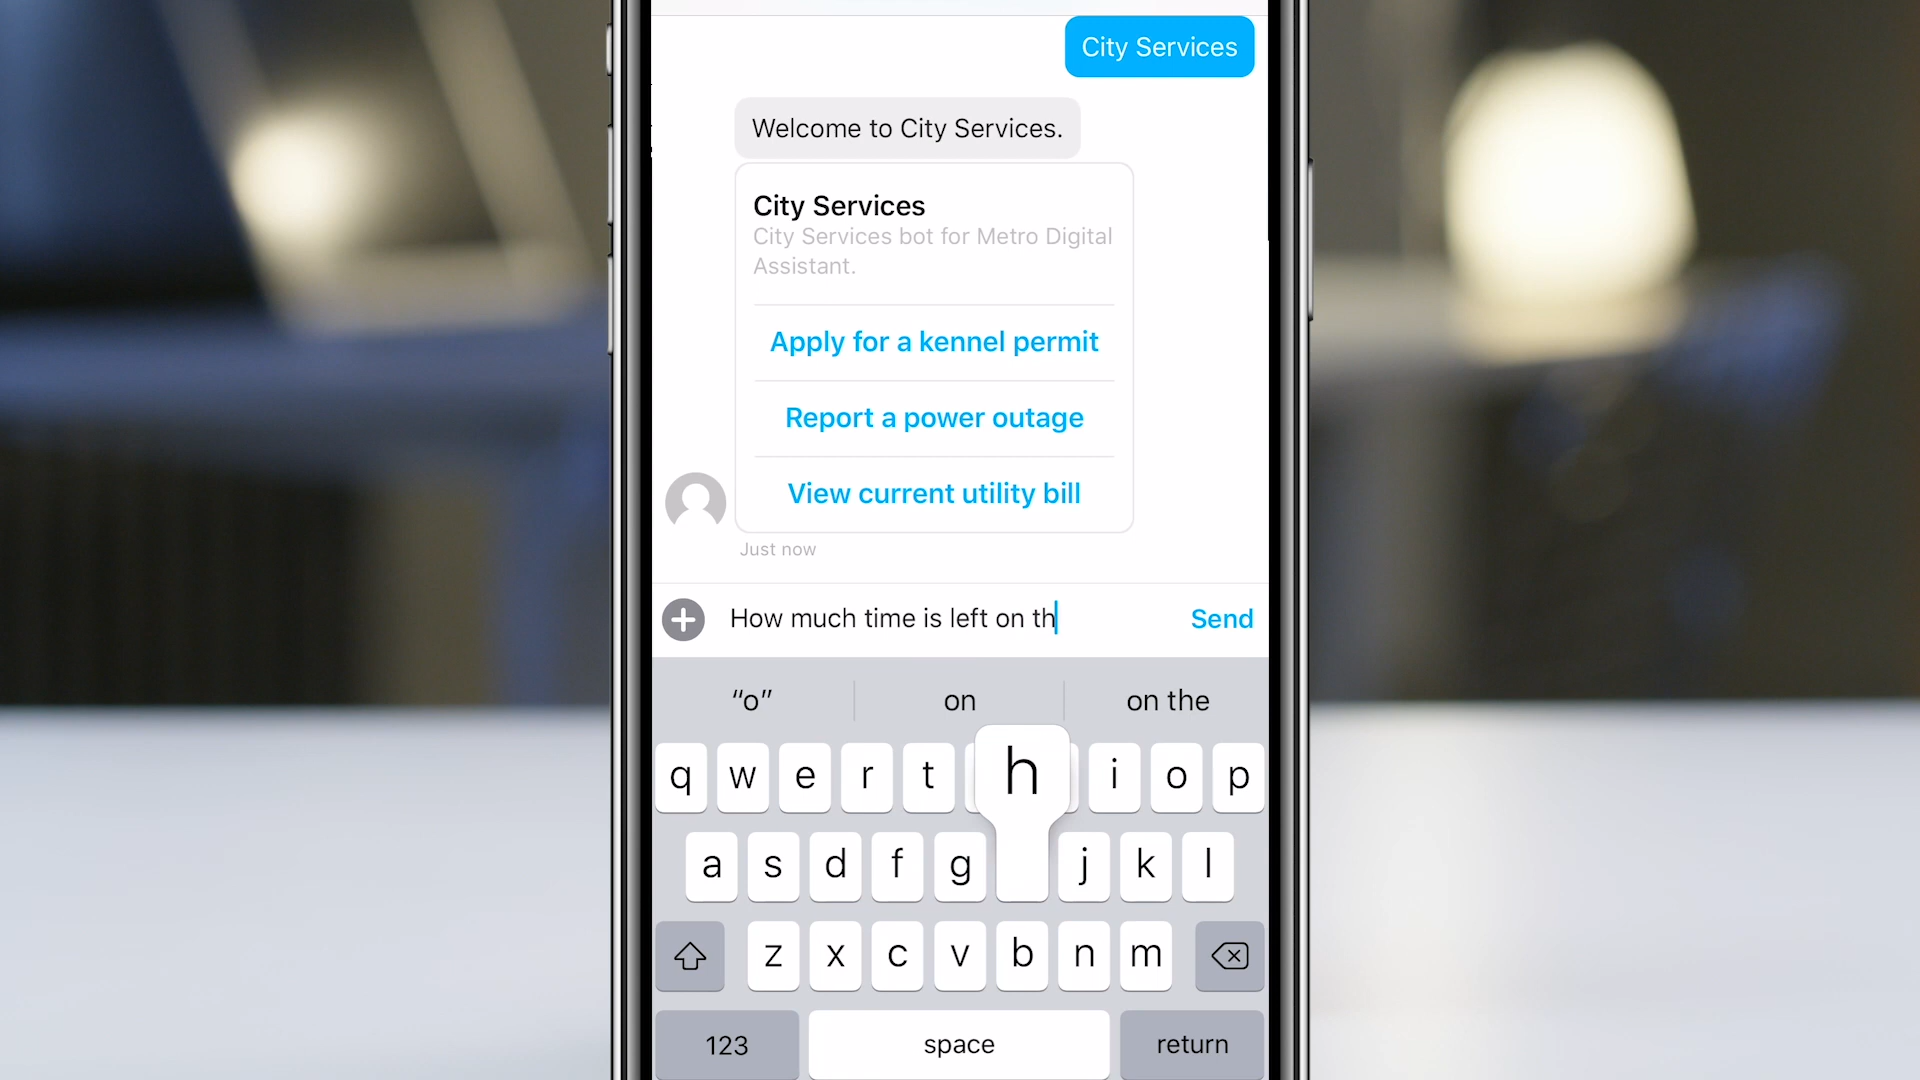 City Services
Welcome to City Services.
City Services
City Services bot for Metro Digital
Assistant.
Apply for a kennel permit
Report a power outage
View current utility bill
Just now
How much time is left on th
Send
“o” on on the
h
q w e r t i o p
a s d f g j k l
z x c v b n m
123 space return